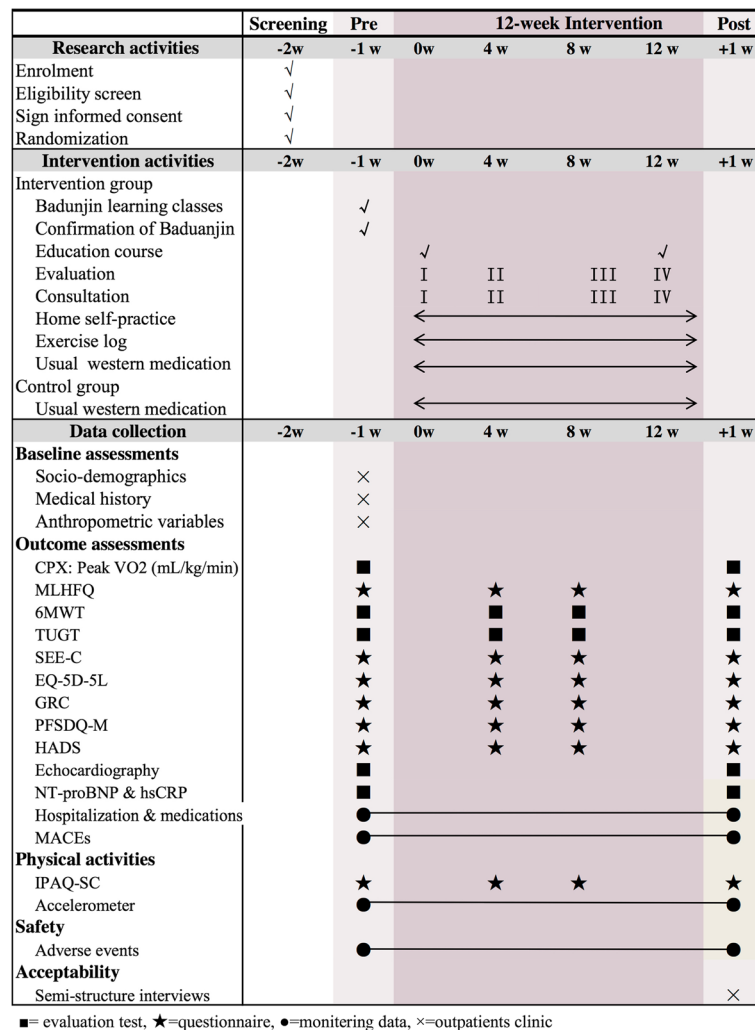 Screening Pre 12-week Intervention Post
Research activities -2w -1 w 0w 4 w 8 w 12 w +1 w
Enrolment √
Eligibility screen √
Sign informed consent √
Randomization √
Intervention activities -2w -1 w 0w 4 w 8 w 12 w +1 w
Intervention group
Badunjin learning classes √
Confirmation of Baduanjin √
Education course √ √
Evaluation I II III IV
Consultation I II III IV
Home self-practice
Exercise log
Usual western medication
Control group
Usual western medication
Data collection -2w -1 w 0w 4 w 8 w 12 w +1 w
Baseline assessments
Socio-demographics ×
Medical history ×
Anthropometric variables ×
Outcome assessments
CPX: Peak VO2 (mL/kg/min) ■ ■
MLHFQ ★ ★ ★ ★
6MWT ■ ■ ■ ■
TUGT ■ ■ ■ ■
SEE-C ★ ★ ★ ★
EQ-5D-5L ★ ★ ★ ★
GRC ★ ★ ★ ★
PFSDQ-M ★ ★ ★ ★
HADS ★ ★ ★ ★
Echocardiography ■ ■
NT-proBNP & hsCRP ■ ■
Hospitalization & medications ● ●
MACEs ● ●
Physical activities
IPAQ-SC ★ ★ ★ ★
Accelerometer ● ●
Safety
Adverse events ● ●
Acceptability
Semi-structure interviews ×
■= evaluation test, ★=questionnaire, ●=monitering data, ×=outpatients clinic